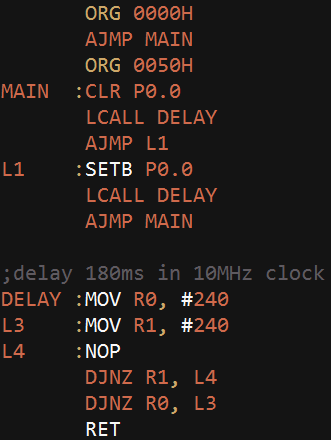 ORG 0000H
AJMP MAIN
ORG 0050H
MAIN :CLR P0.0
LCALL DELAY
AJMP L1
L1 :SETB P0.0
LCALL DELAY
AJMP MAIN
;delay 180ms in 10MHz clock
DELAY :MOV R0, #240
L3 :MOV R1, #240
L4 :NOP
DJNZ R1, L4
DJNZ R0, L3
RET